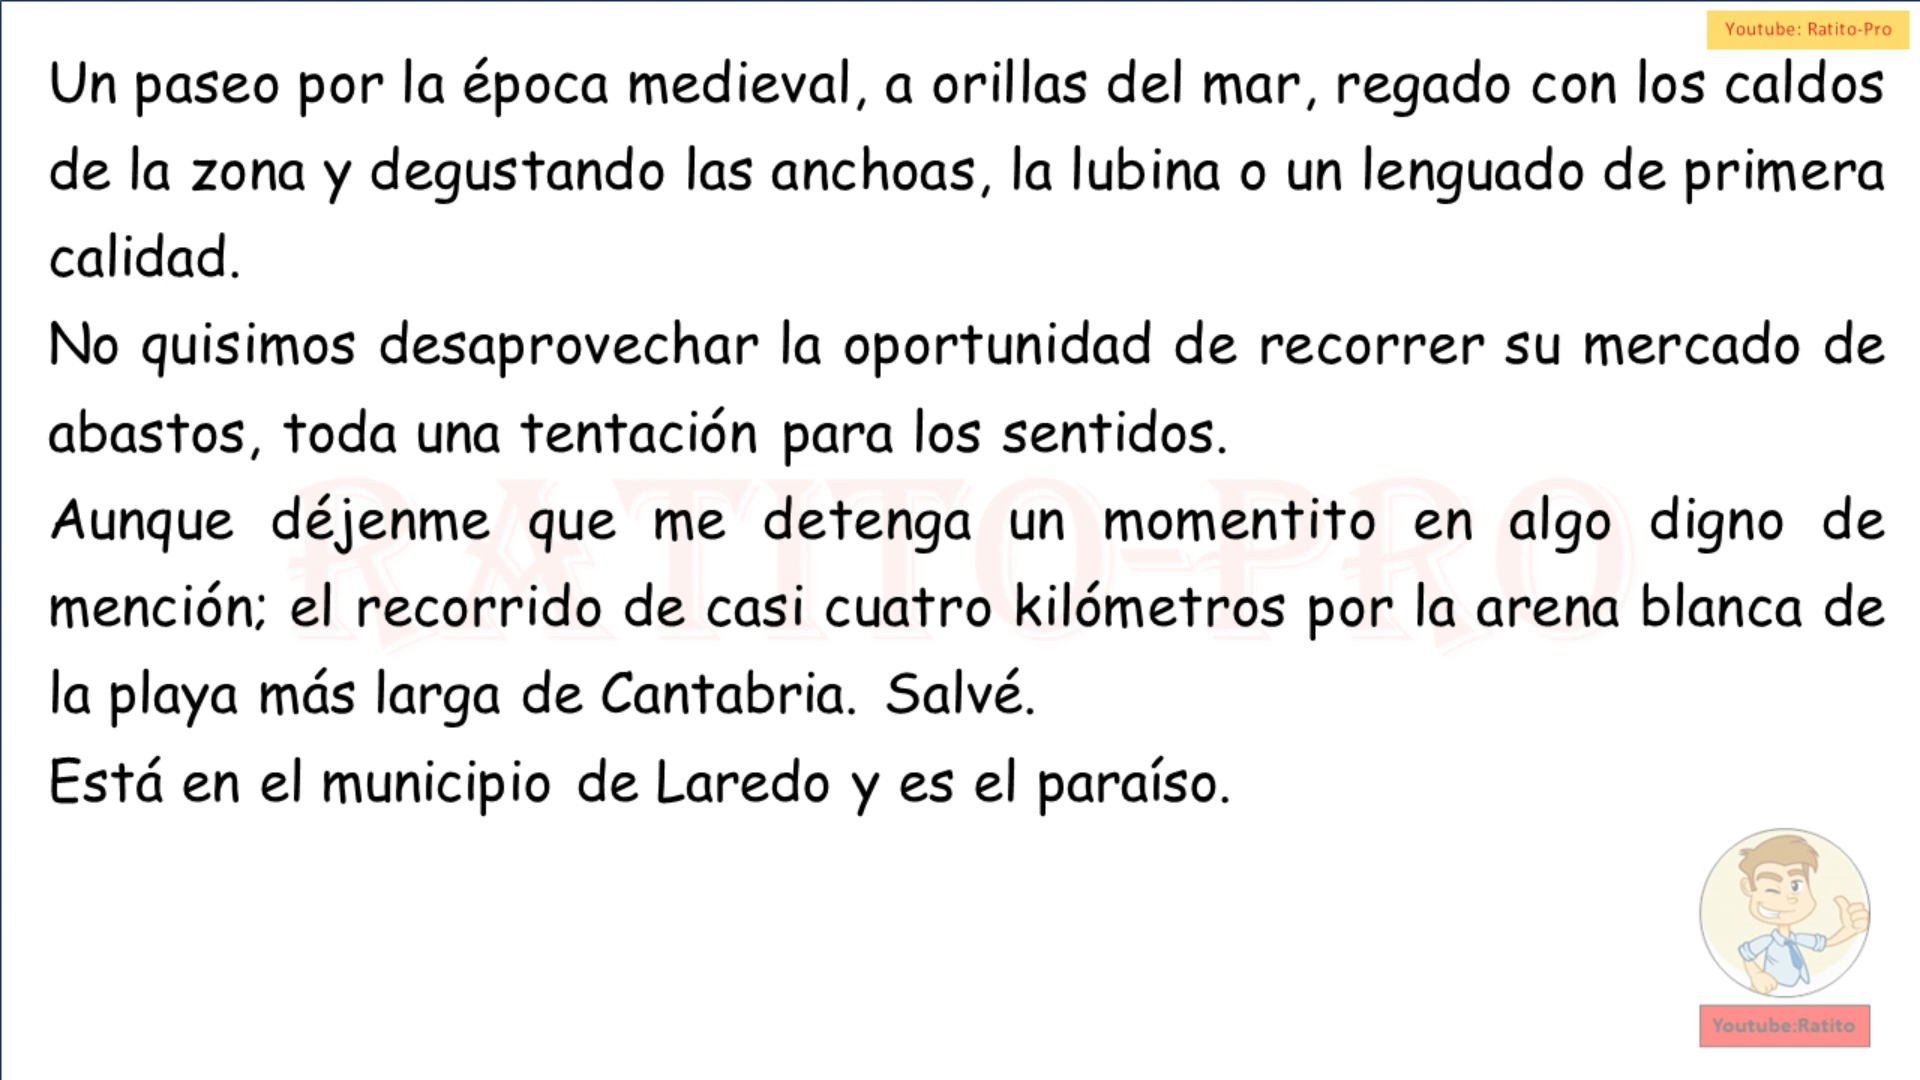 Youtube: Ratito-Pro
Un paseo por la época medieval, a orillas del mar, regado con los caldos
de la zona y degustando las anchoas, la lubina o un lenguado de primera
calidad.
No quisimos desaprovechar la oportunidad de recorrer su mercado de
abastos, toda una tentación para los sentidos.
RATITO-PRO
Aunque déjenme que me detenga un momentito en algo digno de
mención; el recorrido de casi cuatro kilómetros por la arena blanca de
la playa más larga de Cantabria. Salvé.
Está en el municipio de Laredo y es el paraíso.
Youtube:Ratito